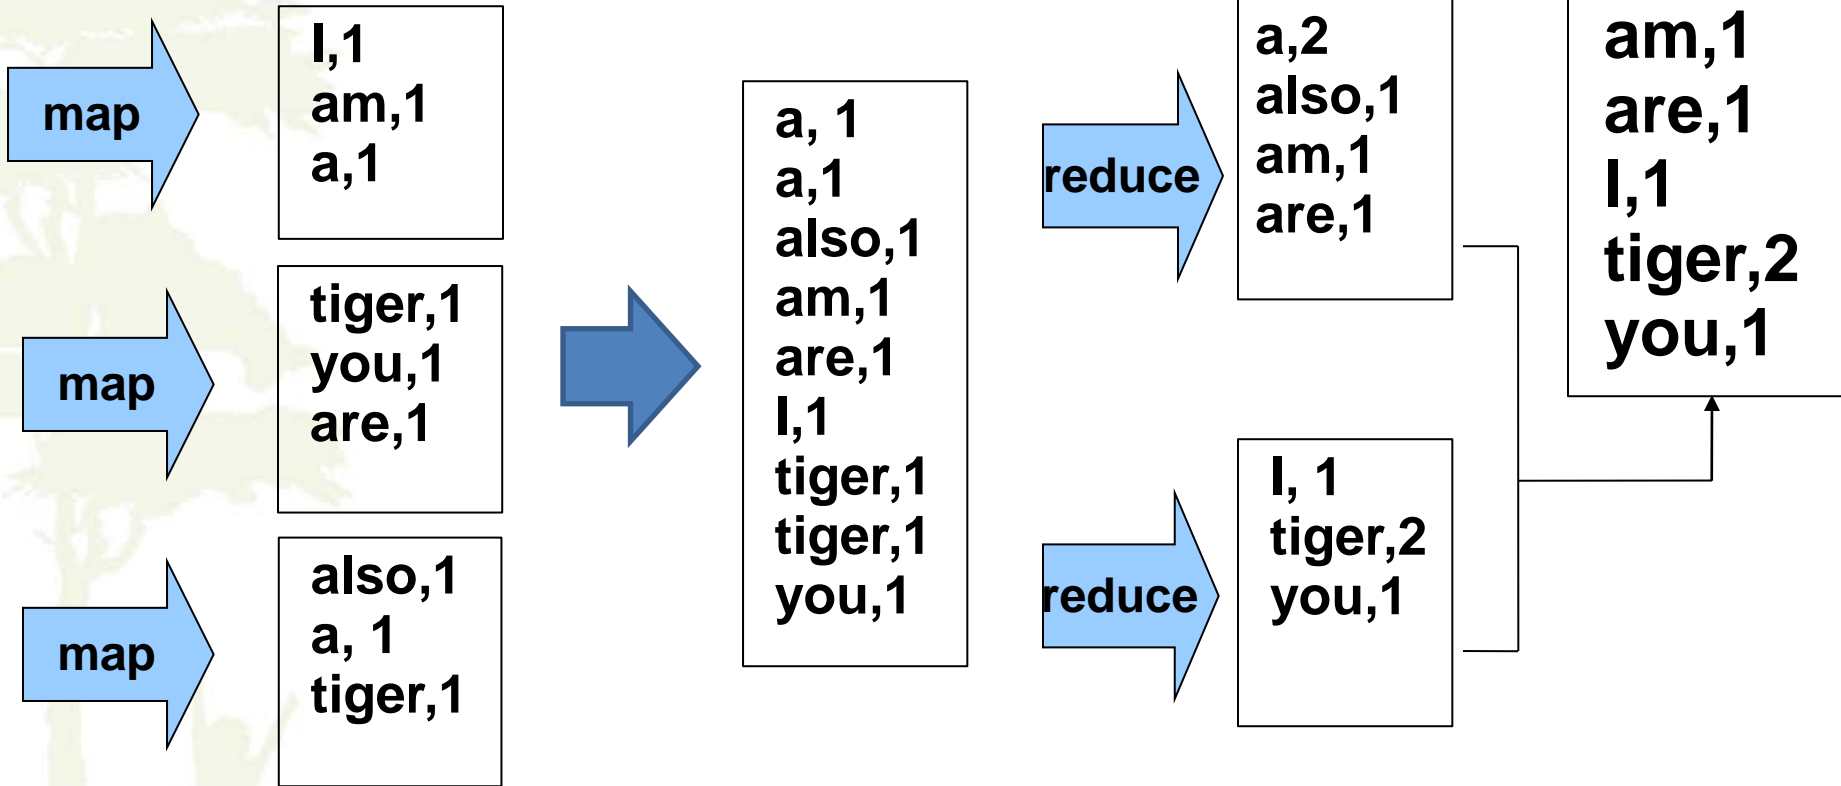 map
I,1
am,1
a,1
map
tiger,1
you,1
are,1
map
also,1
a, 1
tiger,1
a, 1
a,1
also,1
am,1
are,1
I,1
tiger,1
tiger,1
you,1
reduce
a,2
also,1
am,1
are,1
reduce
I, 1
tiger,2
you,1
am,1
are,1
I,1
tiger,2
you,1